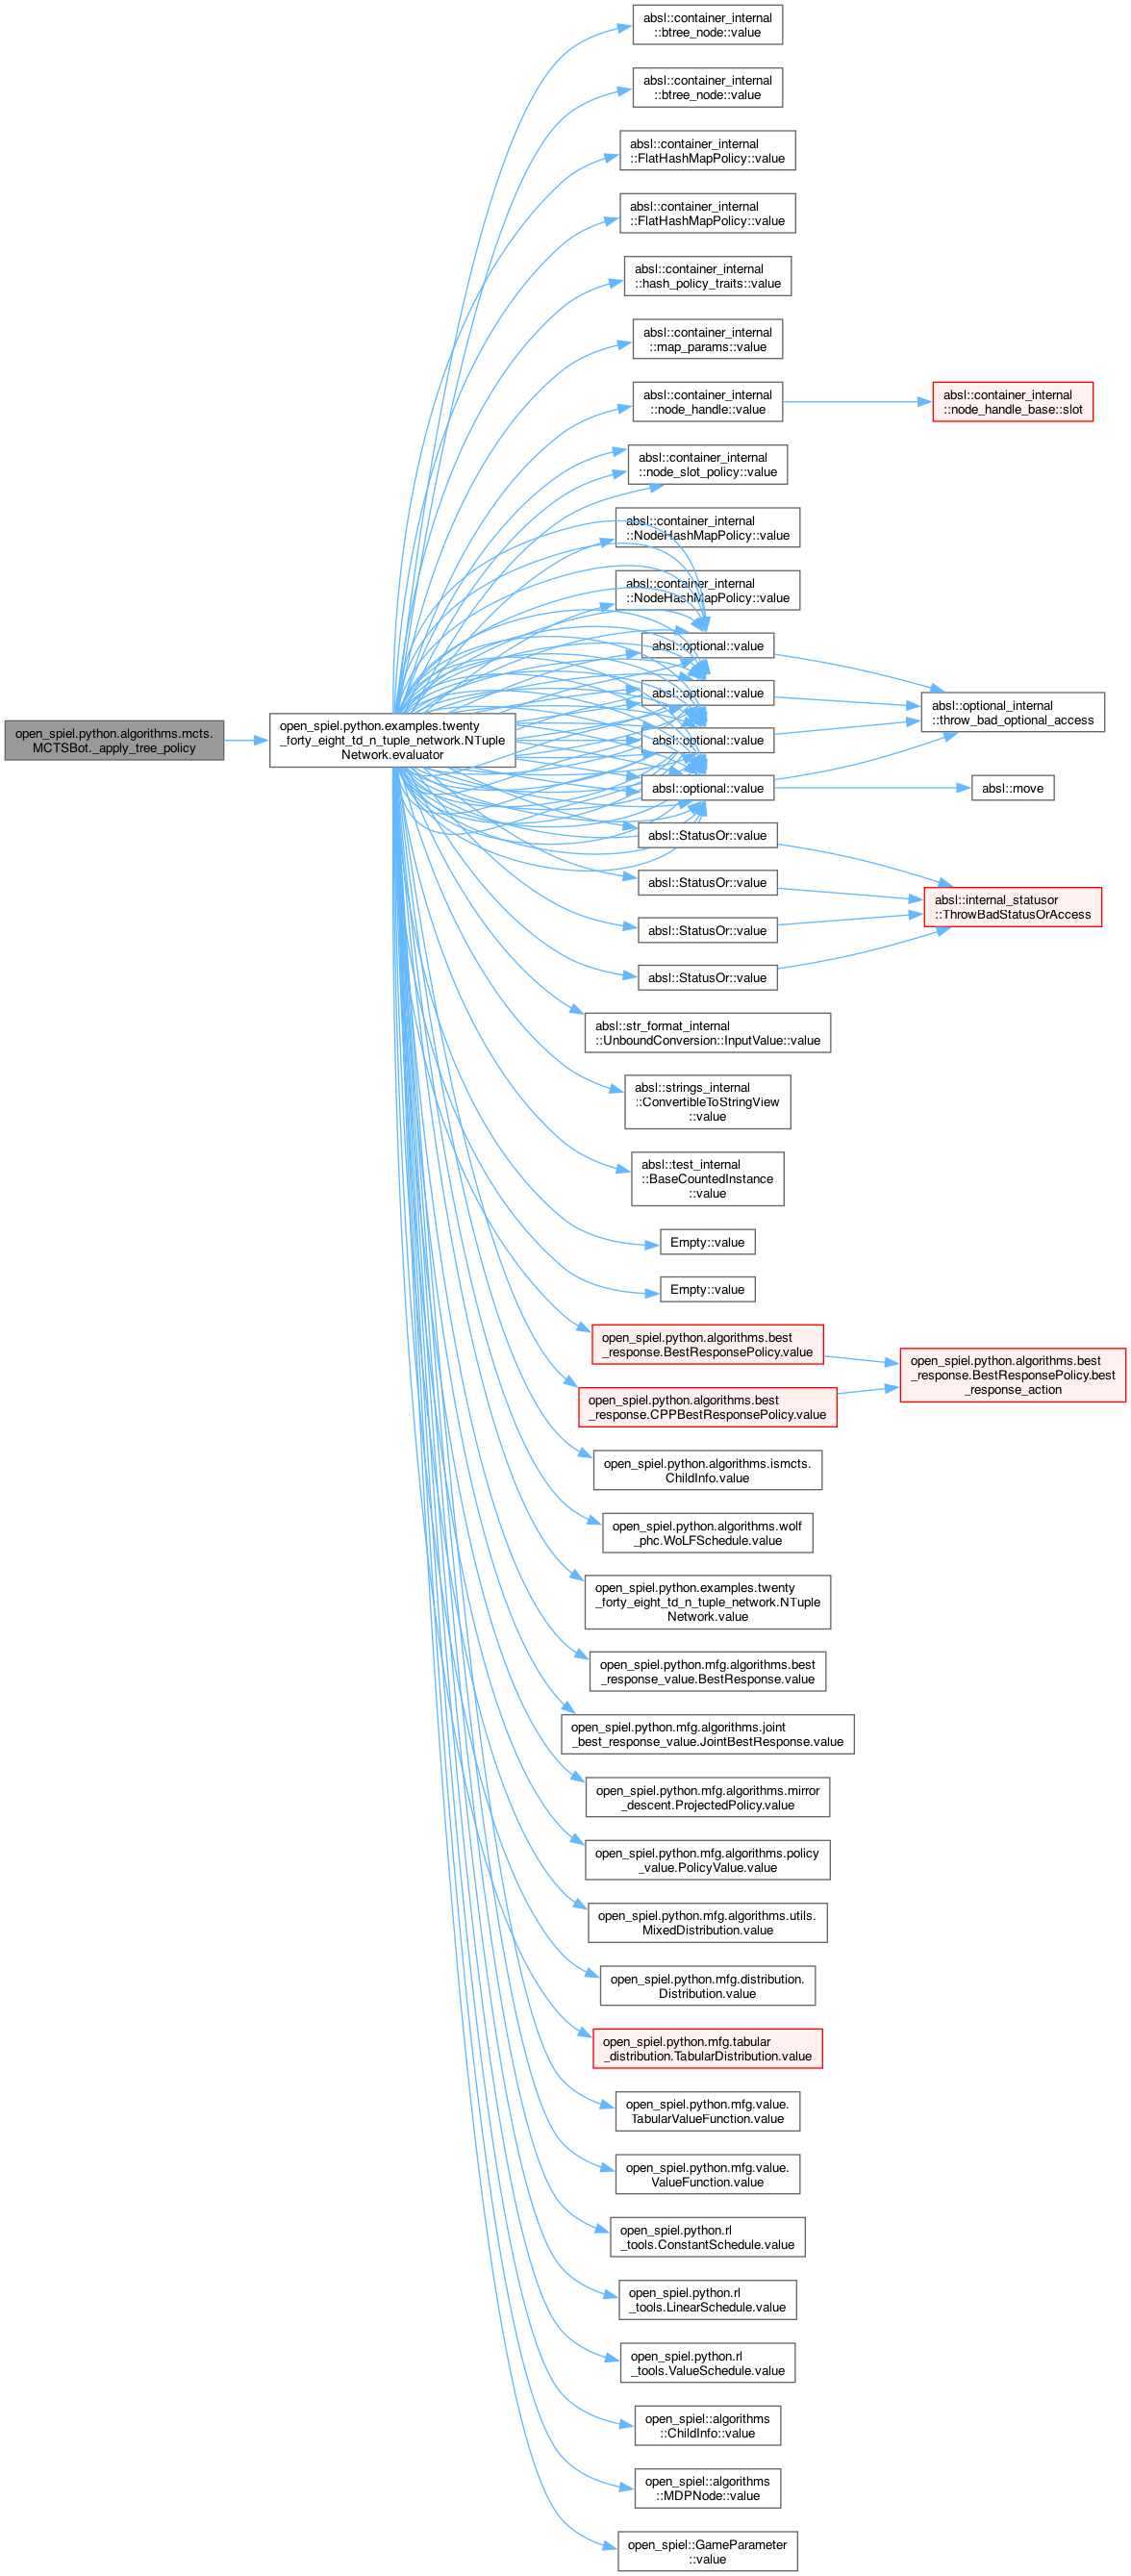 open_spiel.python.algorithms.mcts.
MCTSBot._apply_tree_policy
open_spiel.python.examples.twenty
_forty_eight_td_n_tuple_network.NTuple
Network.evaluator
absl::container_internal
::btree_node::value
absl::container_internal
::btree_node::value
absl::container_internal
::FlatHashMapPolicy::value
absl::container_internal
::FlatHashMapPolicy::value
absl::container_internal
::hash_policy_traits::value
absl::container_internal
::map_params::value
absl::container_internal
::node_handle::value
absl::container_internal
::node_handle_base::slot
absl::container_internal
::node_slot_policy::value
absl::container_internal
::NodeHashMapPolicy::value
absl::container_internal
::NodeHashMapPolicy::value
absl::optional::value
absl::optional::value
absl::optional::value
absl::optional::value
absl::optional_internal
::throw_bad_optional_access
absl::move
absl::StatusOr::value
absl::StatusOr::value
absl::StatusOr::value
absl::StatusOr::value
absl::internal_statusor
::ThrowBadStatusOrAccess
absl::str_format_internal
::UnboundConversion::InputValue::value
absl::strings_internal
::ConvertibleToStringView
::value
absl::test_internal
::BaseCountedInstance
::value
Empty::value
Empty::value
open_spiel.python.algorithms.best
_response.BestResponsePolicy.value
open_spiel.python.algorithms.best
_response.CPPBestResponsePolicy.value
open_spiel.python.algorithms.best
_response.BestResponsePolicy.best
_response_action
open_spiel.python.algorithms.ismcts.
ChildInfo.value
open_spiel.python.algorithms.wolf
_phc.WoLFSchedule.value
open_spiel.python.examples.twenty
_forty_eight_td_n_tuple_network.NTuple
Network.value
open_spiel.python.mfg.algorithms.best
_response_value.BestResponse.value
open_spiel.python.mfg.algorithms.joint
_best_response_value.JointBestResponse.value
open_spiel.python.mfg.algorithms.mirror
_descent.ProjectedPolicy.value
open_spiel.python.mfg.algorithms.policy
_value.PolicyValue.value
open_spiel.python.mfg.algorithms.utils.
MixedDistribution.value
open_spiel.python.mfg.distribution.
Distribution.value
open_spiel.python.mfg.tabular
_distribution.TabularDistribution.value
open_spiel.python.mfg.value.
TabularValueFunction.value
open_spiel.python.mfg.value.
ValueFunction.value
open_spiel.python.rl
_tools.ConstantSchedule.value
open_spiel.python.rl
_tools.LinearSchedule.value
open_spiel.python.rl
_tools.ValueSchedule.value
open_spiel::algorithms
::ChildInfo::value
open_spiel::algorithms
::MDPNode::value
open_spiel::GameParameter
::value